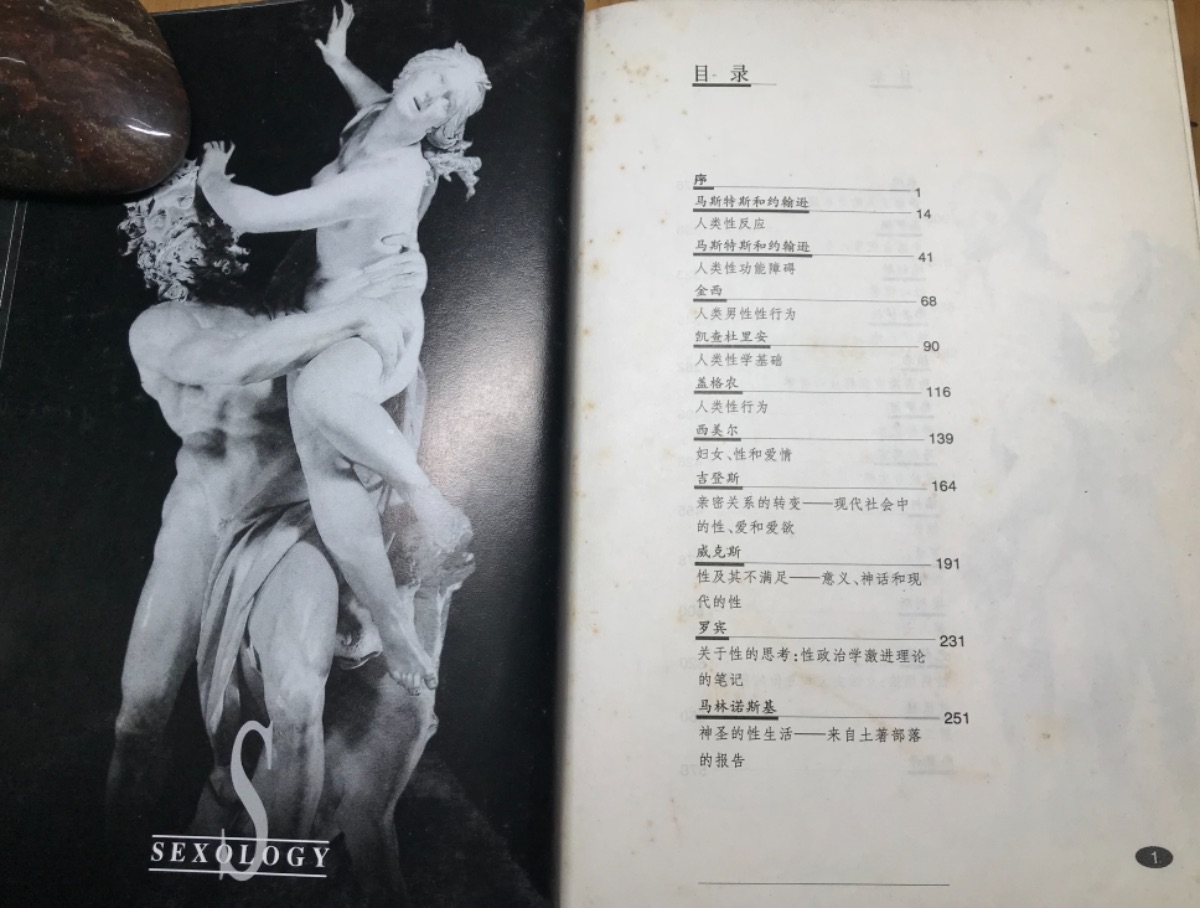 S
SEXOLOGY
目录
序 1
马斯特斯和约翰逊 14
人类性反应
马斯特斯和约翰逊 41
人类性功能障碍
金西 68
人类男性性行为
凯查杜里安 90
人类性学基础
盖格农 116
人类性行为
西美尔 139
妇女、性和爱情
吉登斯 164
亲密关系的转变——现代社会中
的性、爱和爱欲
威克斯 191
性及其不满足——意义、神话和现
代的性
罗宾 231
关于性的思考:性政治学激进理论
的笔记
马林诺斯基 251
神圣的性生活——来自土著部落
的报告
1